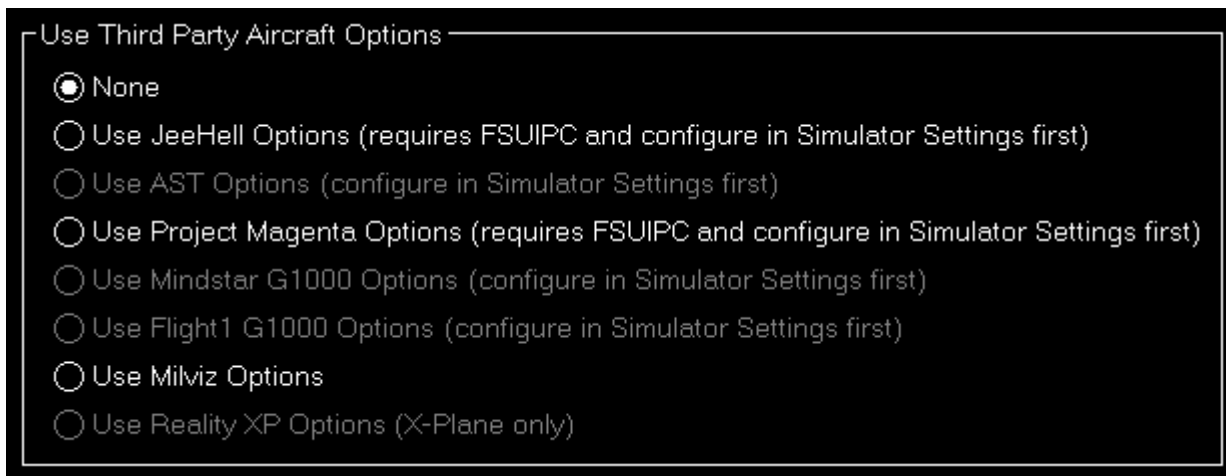 Use Third Party Aircraft Options
None
Use JeeHell Options (requires FSUIPC and configure in Simulator Settings first)
Use AST Options (configure in Simulator Settings first)
Use Project Magenta Options (requires FSUIPC and configure in Simulator Settings first)
Use Mindstar G1000 Options (configure in Simulator Settings first)
Use Flight1 G1000 Options (configure in Simulator Settings first)
Use Milviz Options
Use Reality XP Options (X-Plane only)